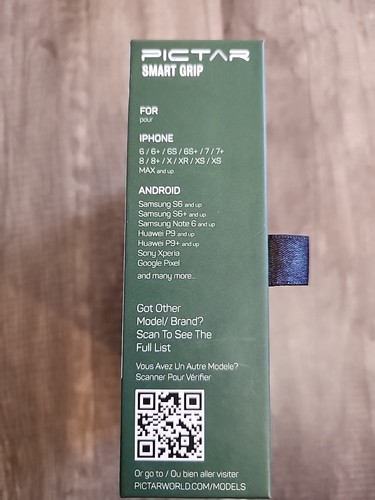 PICTAR
SMART GRIP
FOR
pour
IPHONE
6 / 6+ / 6S / 6S+ / 7 / 7+
8 / 8+ / X / XR / XS / XS
MAX and up
ANDROID
Samsung S6 and up
Samsung S6+ and up
Samsung Note 6 and up
Huawei P9 and up
Huawei P9+ and up
Sony Xperia
Google Pixel
and many more...
Got Other
Model/ Brand?
Scan To See The
Full List
Vous Avez Un Autre Modele?
Scanner Pour Vérifier
Or go to / Ou bien aller visiter
PICTARWORLD.COM/MODELS